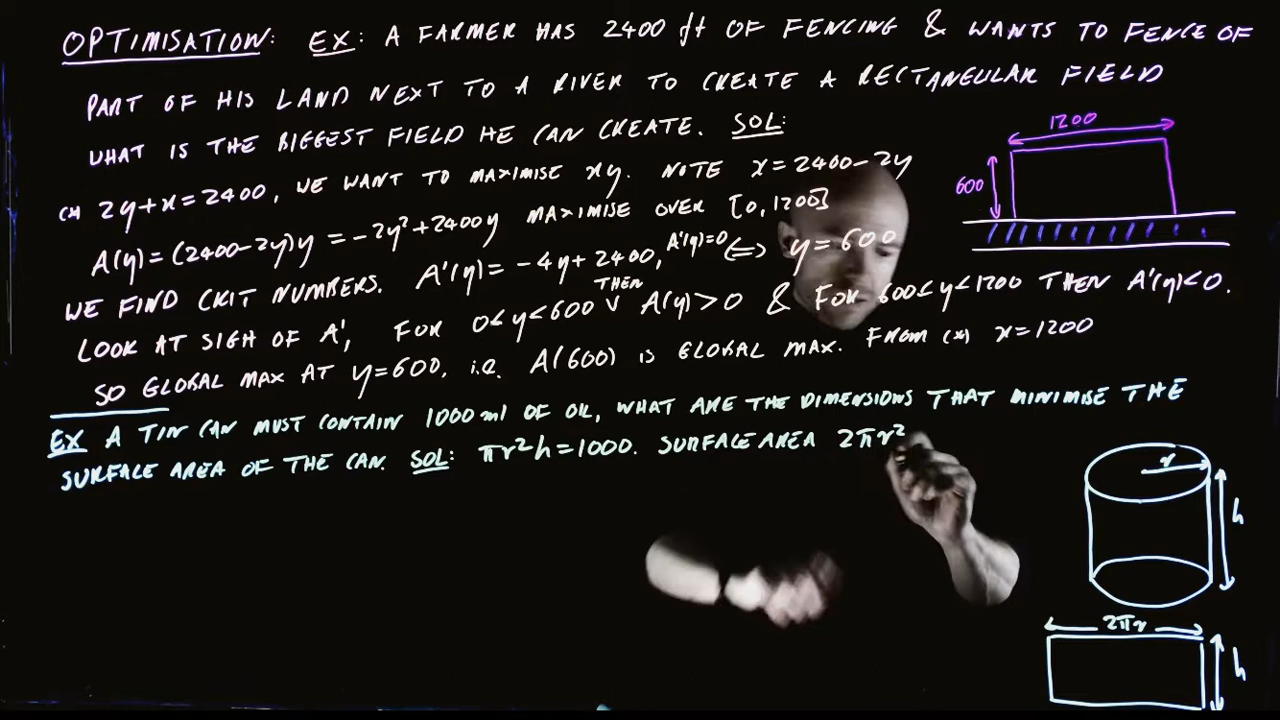 OPTIMISATION: EX: A FARMER HAS 2400 ft OF FENCING & WANTS TO FENCE OF
PART OF HIS LAND NEXT TO A RIVER TO CREATE A RECTANGULAR FIELD
WHAT IS THE BIGGEST FIELD HE CAN CREATE. SOL:
(*) 2y+x=2400, WE WANT TO MAXIMISE xy. NOTE x=2400-2y
A(y)=(2400-2y)y=-2y²+2400y MAXIMISE OVER [0,1200]
WE FIND CRIT NUMBERS. A'(y)=-4y+2400, A'(y)=0 ⇔ y=600
LOOK AT SIGN OF A', FOR 0<y<600 THEN A(y)>0 & FOR 600<y<1200 THEN A'(y)<0.
SO GLOBAL MAX AT y=600, i.e. A(600) IS GLOBAL MAX. FROM (*) x=1200
EX A TIN CAN MUST CONTAIN 1000ml OF OIL, WHAT ARE THE DIMENSIONS THAT MINIMISE THE
SURFACE AREA OF THE CAN. SOL: πr²h=1000. SURFACE AREA 2πr²
1200
600
r
h
2πr
h